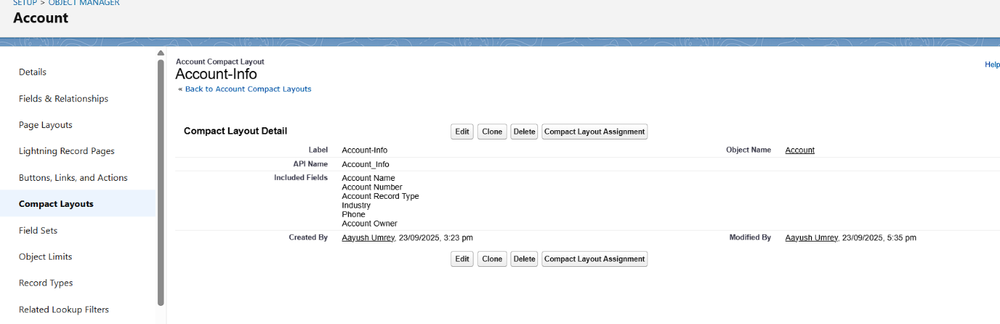 SETUP > OBJECT MANAGER
Account
Details
Fields & Relationships
Page Layouts
Lightning Record Pages
Buttons, Links, and Actions
Compact Layouts
Field Sets
Object Limits
Record Types
Related Lookup Filters
Account Compact Layout
Account-Info
Help
« Back to Account Compact Layouts
Compact Layout Detail Edit Clone Delete Compact Layout Assignment
Label Account-Info Object Name Account
API Name Account_Info
Included Fields Account Name
Account Number
Account Record Type
Industry
Phone
Account Owner
Created By Aayush Umrey, 23/09/2025, 3:23 pm Modified By Aayush Umrey, 23/09/2025, 5:35 pm
Edit Clone Delete Compact Layout Assignment